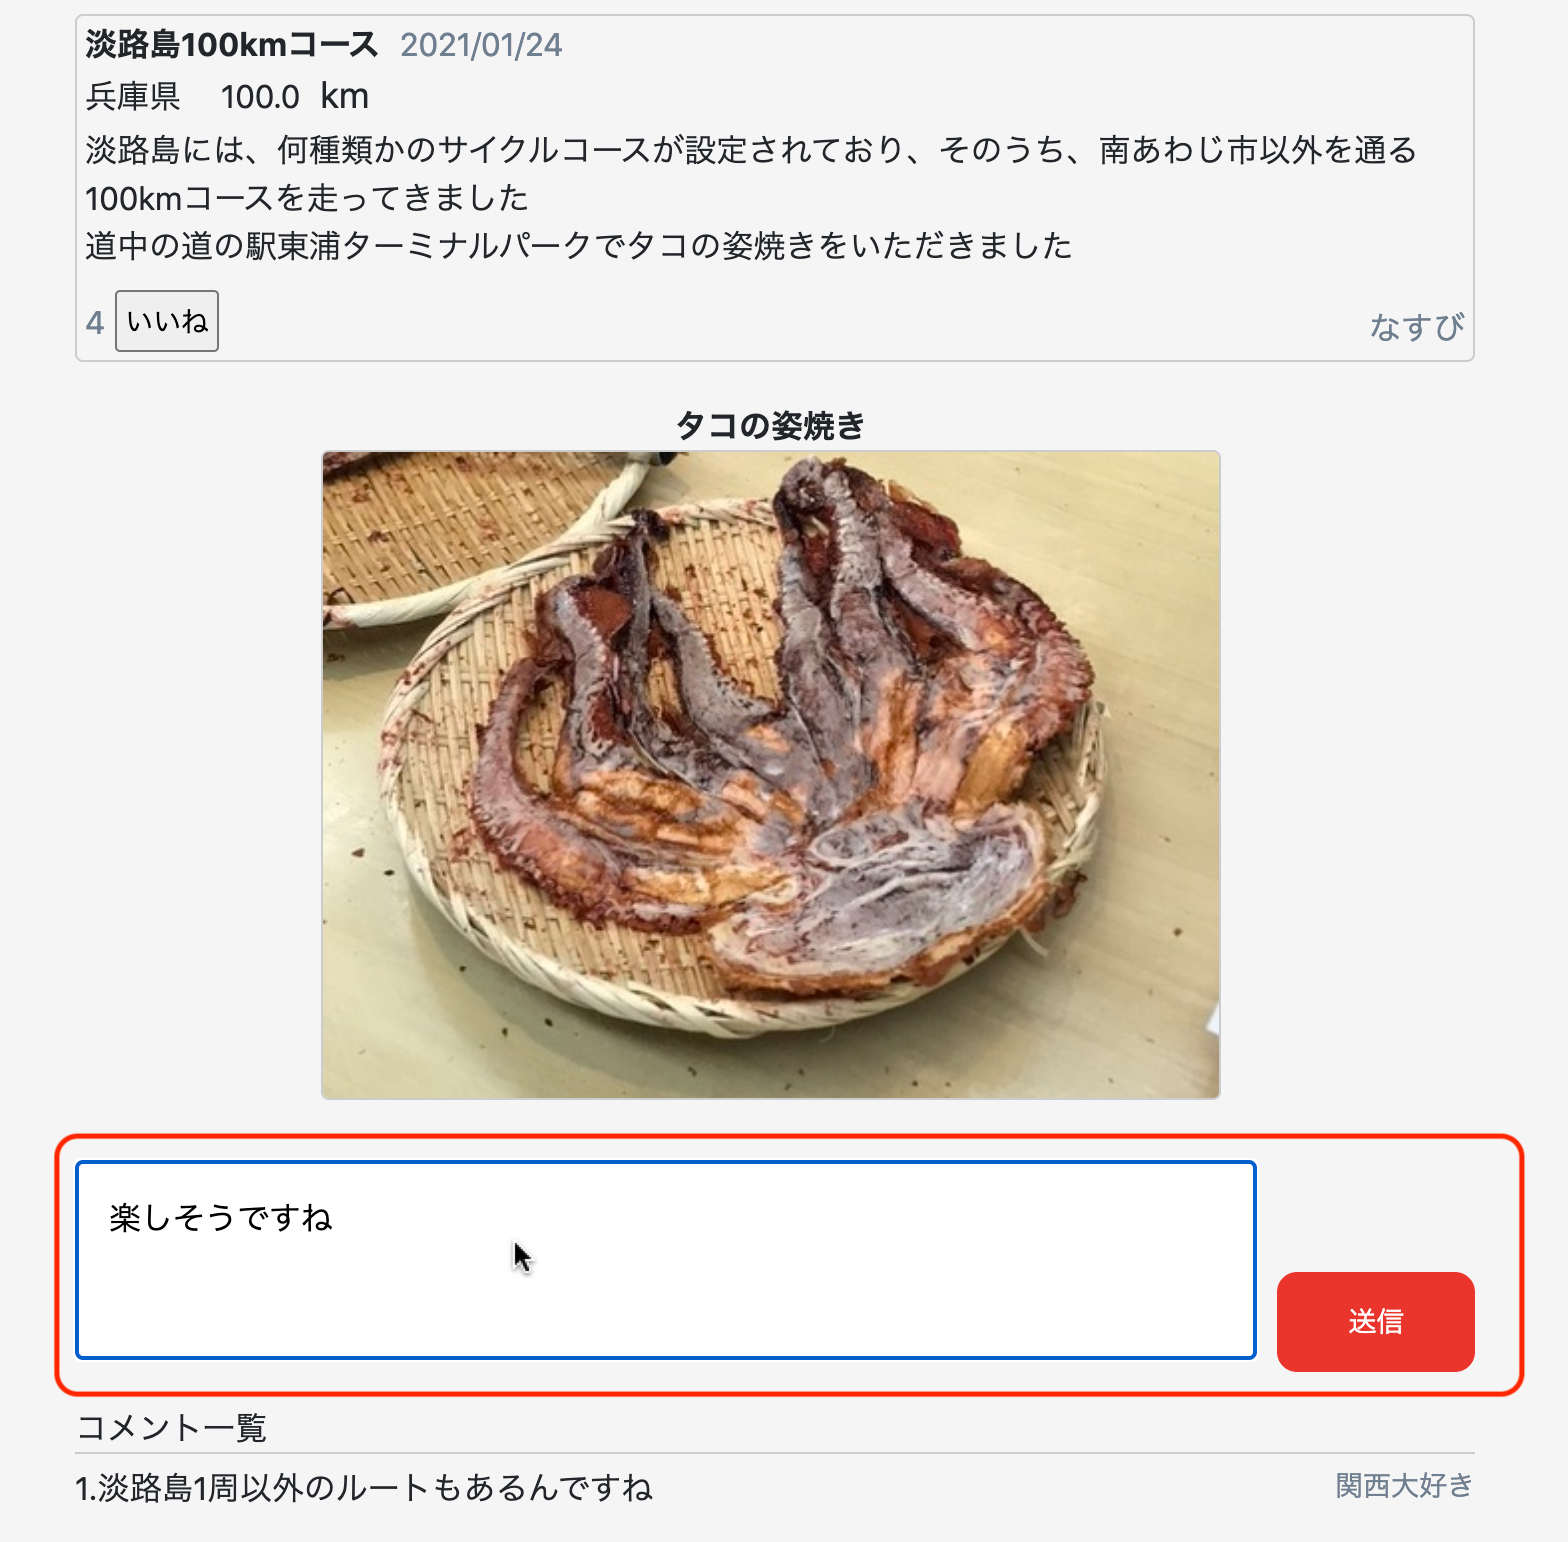 淡路島100kmコース 2021/01/24
兵庫県 100.0 km
淡路島には、何種類かのサイクルコースが設定されており、そのうち、南あわじ市以外を通る
100kmコースを走ってきました
道中の道の駅東浦ターミナルパークでタコの姿焼きをいただきました
4 いいね なすび
タコの姿焼き
楽しそうですね
送信
コメント一覧
1.淡路島1周以外のルートもあるんですね 関西大好き